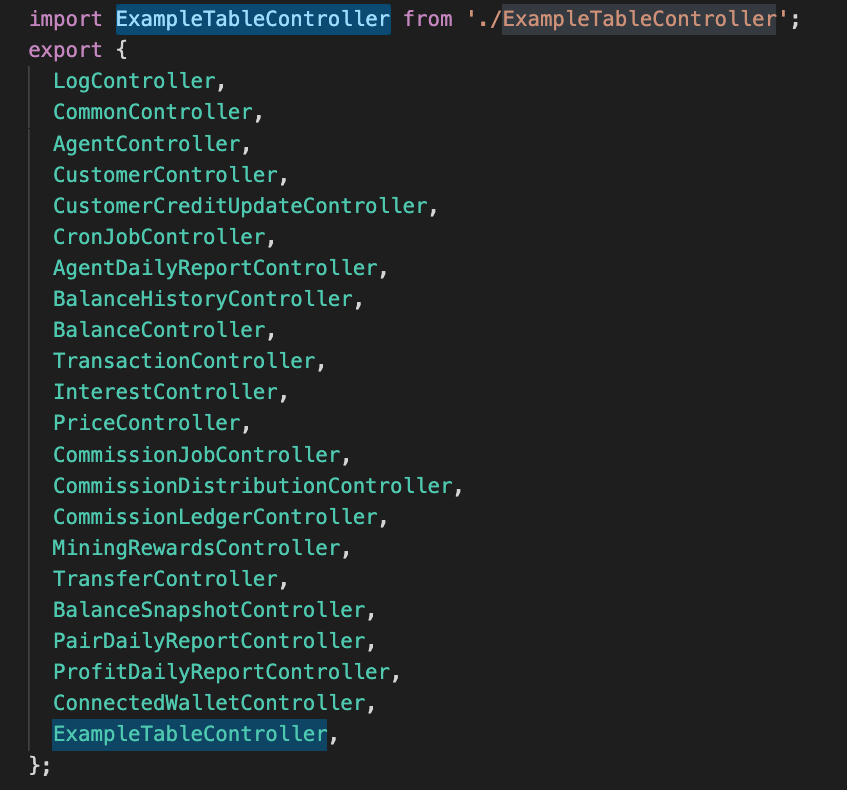 import ExampleTableController from './ExampleTableController';
export {
LogController,
CommonController,
AgentController,
CustomerController,
CustomerCreditUpdateController,
CronJobController,
AgentDailyReportController,
BalanceHistoryController,
BalanceController,
TransactionController,
InterestController,
PriceController,
CommissionJobController,
CommissionDistributionController,
CommissionLedgerController,
MiningRewardsController,
TransferController,
BalanceSnapshotController,
PairDailyReportController,
ProfitDailyReportController,
ConnectedWalletController,
ExampleTableController,
};